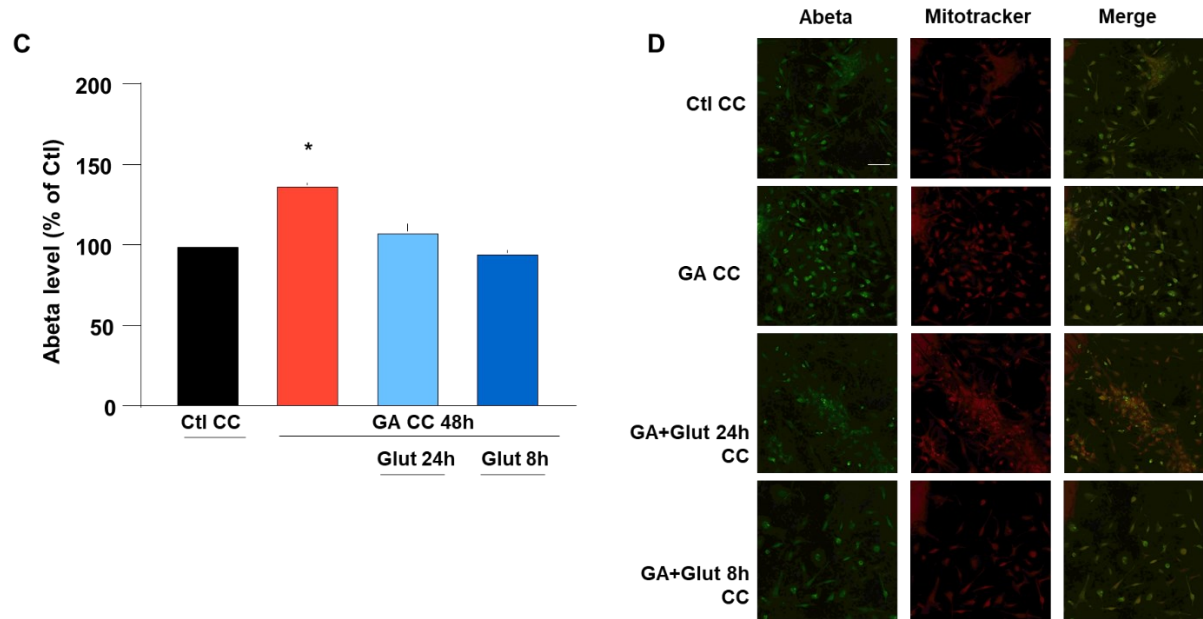 C
Abeta level (% of Ctl)
200
150
100
50
0
*
Ctl CC
GA CC 48h
Glut 24h
Glut 8h
D
Abeta
Mitotracker
Merge
Ctl CC
GA CC
GA+Glut 24h
CC
GA+Glut 8h
CC